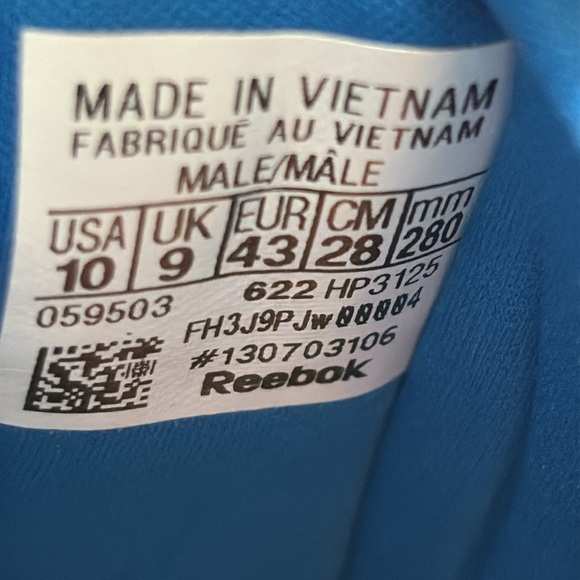 MADE IN VIETNAM
FABRIQUÉ AU VIETNAM
MALE/MÂLE
USA UK EUR CM mm
10 9 43 28 280
059503 622 HP3125
FH3J9PJw00004
#130703106
Reebok